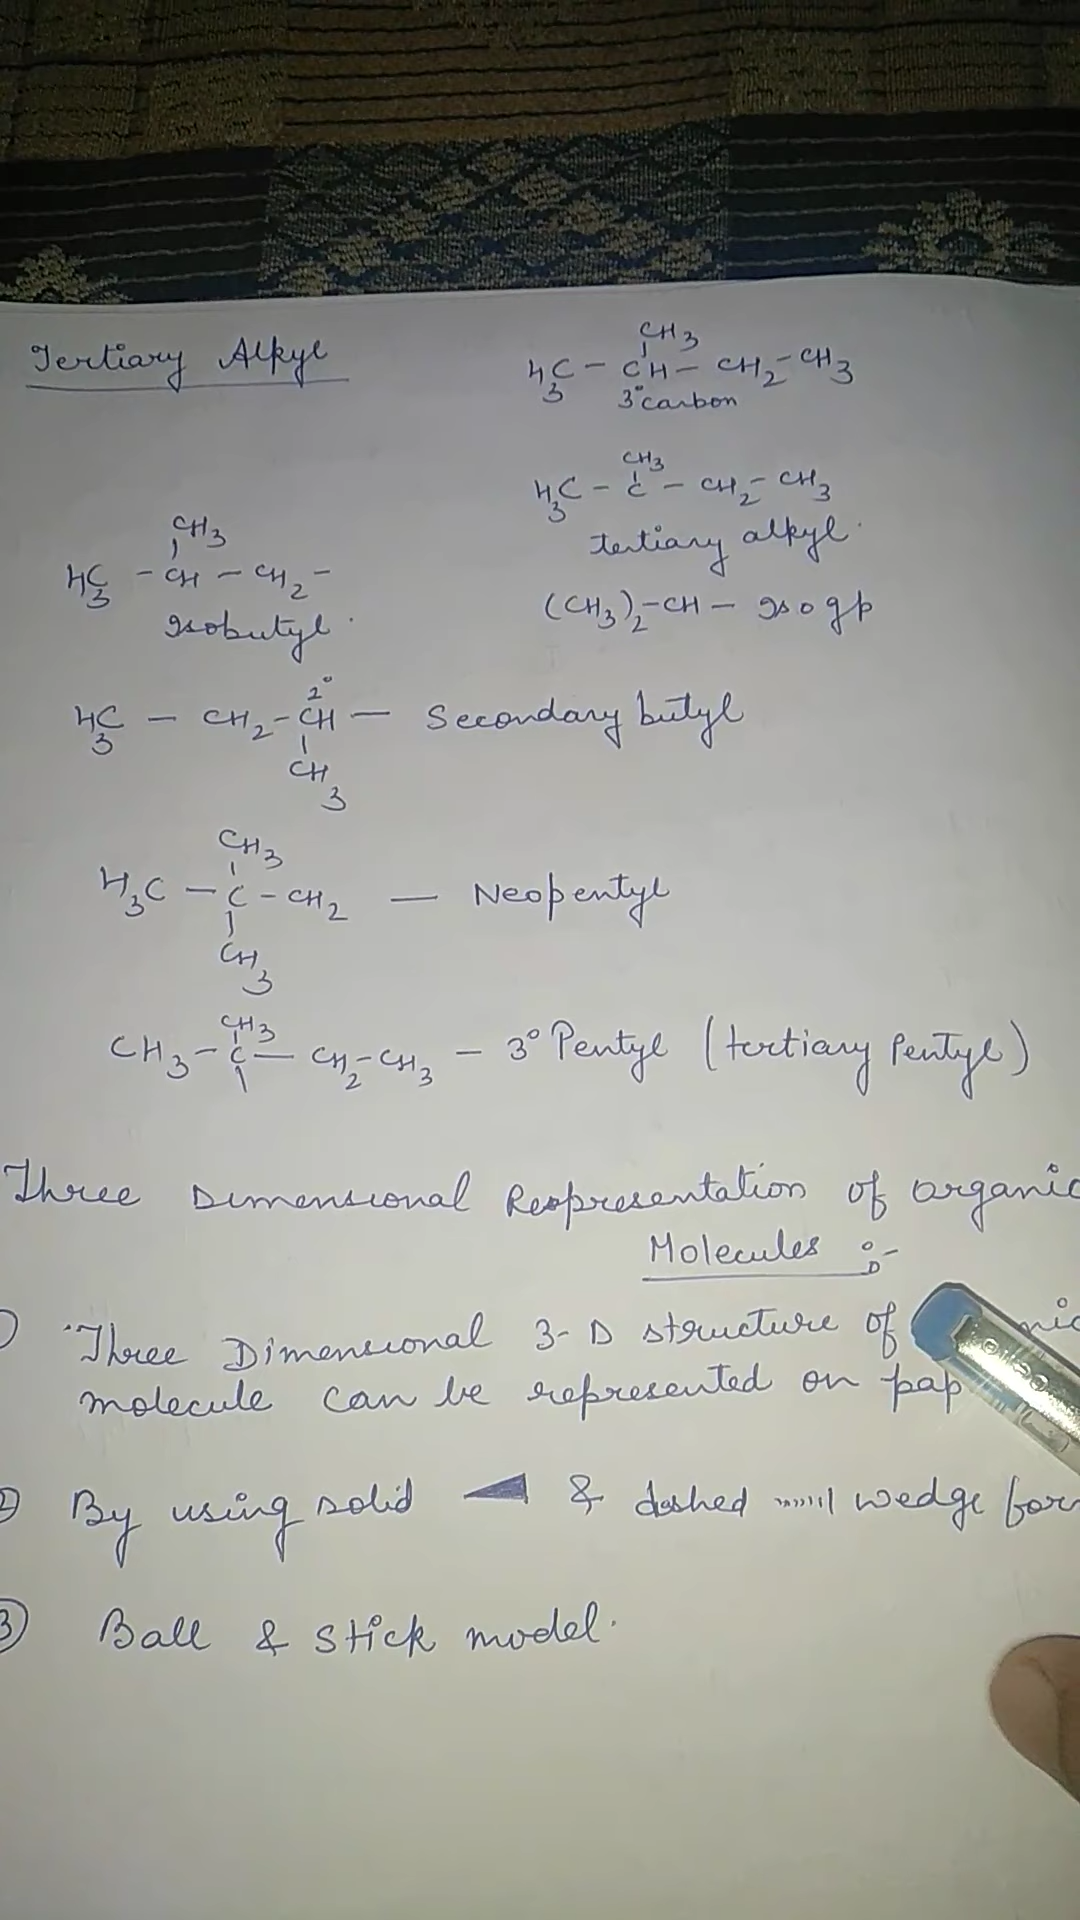 Tertiary Alkyl
CH3
H3C - CH - CH2 - CH3
3° carbon
CH3
H3C - C - CH2 - CH3
tertiary alkyl
CH3
H3C - CH - CH2 -
Isobutyl
(CH3)2 - CH - Iso gp
2°
H3C - CH2 - CH - Secondary butyl
CH3
CH3
H3C - C - CH2 - Neopentyl
CH3
CH3
CH3 - C - CH2 - CH3 - 3° Pentyl (tertiary Pentyl)
Three Dimensional Representation of organic
Molecules :-
Three Dimensional 3-D structure of
molecule can be represented on pap
2 By using solid & dashed wedge for
3 Ball & stick model.